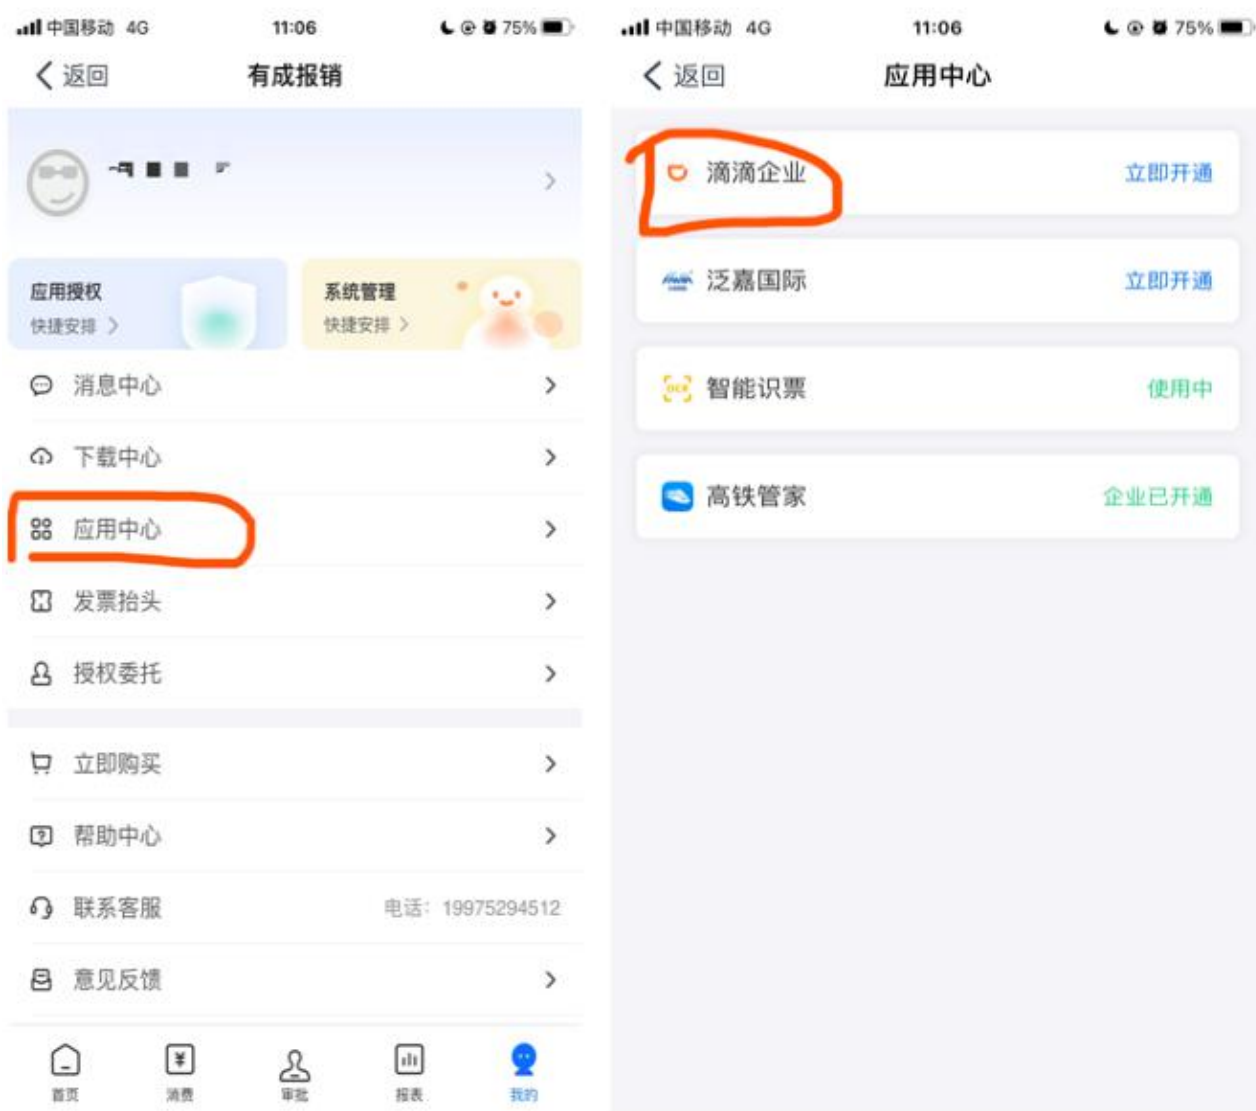 中国移动 4G 11:06 75%
返回 有成报销
应用授权
快捷安排
系统管理
快捷安排
消息中心
下载中心
应用中心
发票抬头
授权委托
立即购买
帮助中心
联系客服 电话：19975294512
意见反馈
首页 消费 审批 报表 我的
中国移动 4G 11:06 75%
返回 应用中心
滴滴企业 立即开通
泛嘉国际 立即开通
OCR 智能识票 使用中
高铁管家 企业已开通